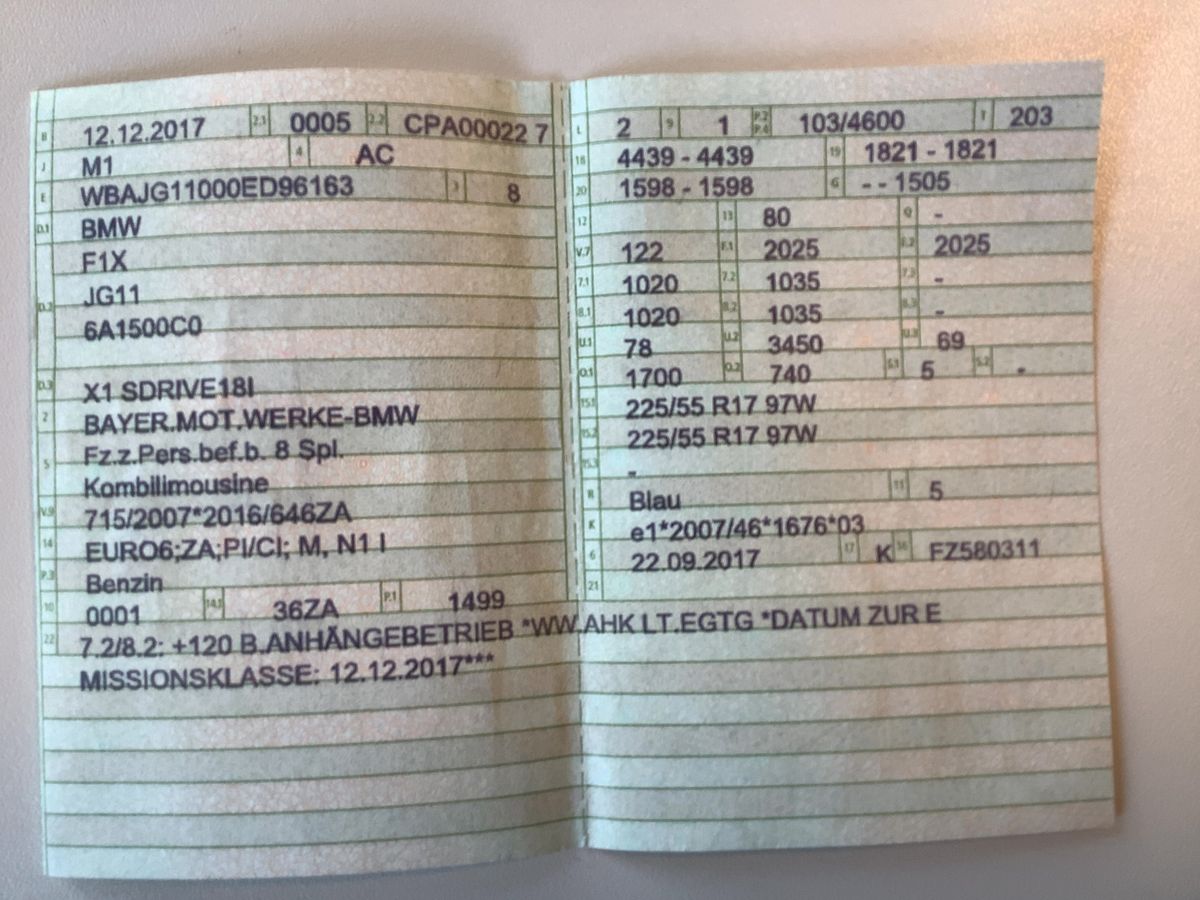 B 12.12.2017 2.1 0005 2.2 CPA00022 7
J M1 4 AC
E WBAJG11000ED96163 3 8
D.1 BMW
F1X
D.2 JG11
6A1500C0
D.3 X1 SDRIVE18I
2 BAYER.MOT.WERKE-BMW
5 Fz.z.Pers.bef.b. 8 Spl.
Kombilimousine
V.9 715/2007*2016/646ZA
14 EURO6;ZA;PI/CI; M, N1 I
P.3 Benzin
10 0001 14.1 36ZA P.1 1499
L 2 9 1 P.2 P.4 103/4600 T 203
18 4439 - 4439 19 1821 - 1821
20 1598 - 1598 G - - 1505
12 13 80 Q -
V.7 122 F.1 2025 F.2 2025
7.1 1020 7.2 1035 7.3 -
8.1 1020 8.2 1035 8.3 -
U.1 78 U.2 3450 U.3 69
O.1 1700 O.2 740 S.1 5 S.2 -
15.1 225/55 R17 97W
15.2 225/55 R17 97W
15.3 -
R Blau 11 5
K e1*2007/46*1676*03
6 22.09.2017 17 K 16 FZ580311
21
22 7.2/8.2: +120 B.ANHÄNGEBETRIEB *WW.AHK LT.EGTG *DATUM ZUR E
MISSIONSKLASSE: 12.12.2017***